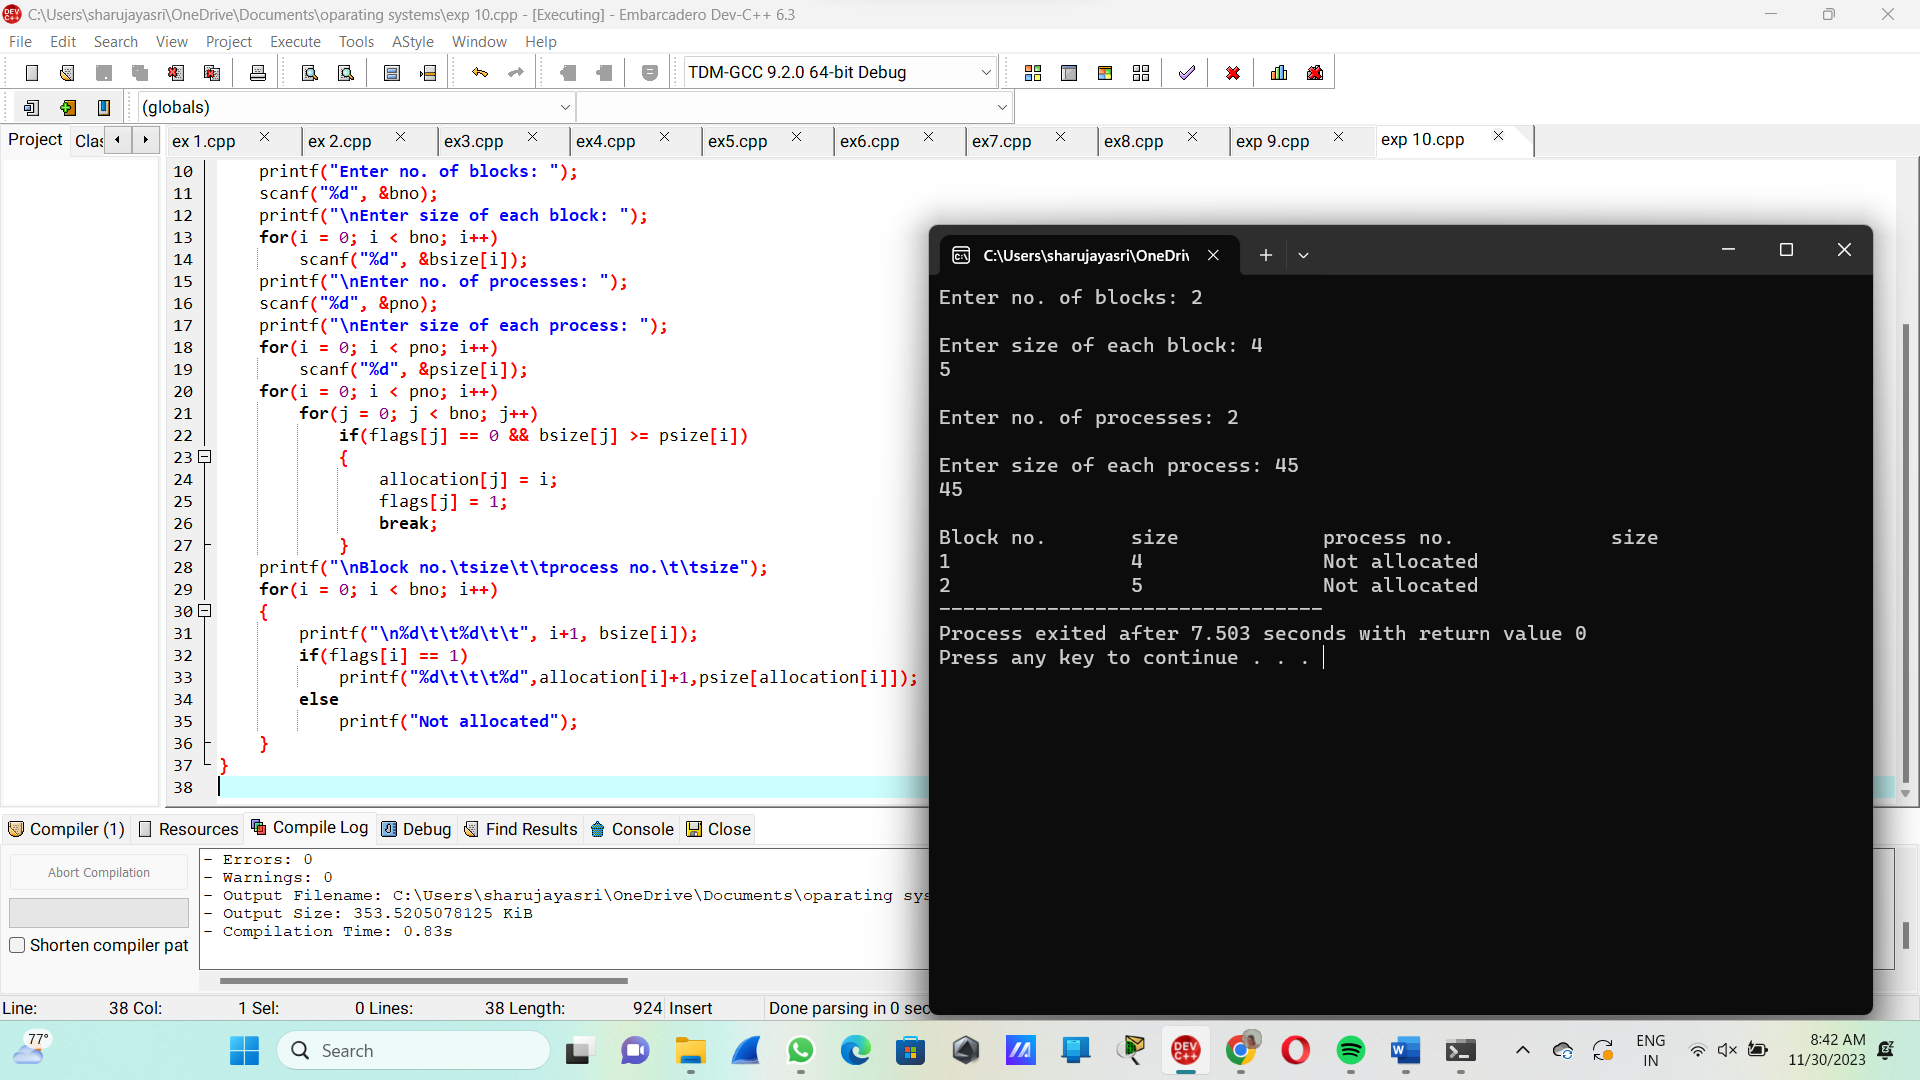 C:\Users\sharujayasri\OneDrive\Documents\oparating systems\exp 10.cpp - [Executing] - Embarcadero Dev-C++ 6.3
File Edit Search View Project Execute Tools AStyle Window Help
TDM-GCC 9.2.0 64-bit Debug
(globals)
Project Clas ex 1.cpp ex 2.cpp ex3.cpp ex4.cpp ex5.cpp ex6.cpp ex7.cpp ex8.cpp exp 9.cpp exp 10.cpp
10 printf("Enter no. of blocks: ");
11 scanf("%d", &bno);
12 printf("\nEnter size of each block: ");
13 for(i = 0; i < bno; i++)
14 scanf("%d", &bsize[i]);
15 printf("\nEnter no. of processes: ");
16 scanf("%d", &pno);
17 printf("\nEnter size of each process: ");
18 for(i = 0; i < pno; i++)
19 scanf("%d", &psize[i]);
20 for(i = 0; i < pno; i++)
21 for(j = 0; j < bno; j++)
22 if(flags[j] == 0 && bsize[j] >= psize[i])
23 {
24 allocation[j] = i;
25 flags[j] = 1;
26 break;
27 }
28 printf("\nBlock no.\tsize\t\tprocess no.\t\tsize");
29 for(i = 0; i < bno; i++)
30 {
31 printf("\n%d\t\t%d\t\t", i+1, bsize[i]);
32 if(flags[i] == 1)
33 printf("%d\t\t\t%d",allocation[i]+1,psize[allocation[i]]);
34 else
35 printf("Not allocated");
36 }
37 }
38
C:\Users\sharujayasri\OneDriv
Enter no. of blocks: 2
Enter size of each block: 4
5
Enter no. of processes: 2
Enter size of each process: 45
45
Block no. size process no. size
1 4 Not allocated
2 5 Not allocated
--------------------------------
Process exited after 7.503 seconds with return value 0
Press any key to continue . . .
Compiler (1) Resources Compile Log Debug Find Results Console Close
Abort Compilation
Shorten compiler pat
- Errors: 0
- Warnings: 0
- Output Filename: C:\Users\sharujayasri\OneDrive\Documents\oparating sys
- Output Size: 353.5205078125 KiB
- Compilation Time: 0.83s
Line: 38 Col: 1 Sel: 0 Lines: 38 Length: 924 Insert Done parsing in 0 sec
77°
Search
DEV C++
ENG
IN
8:42 AM
11/30/2023